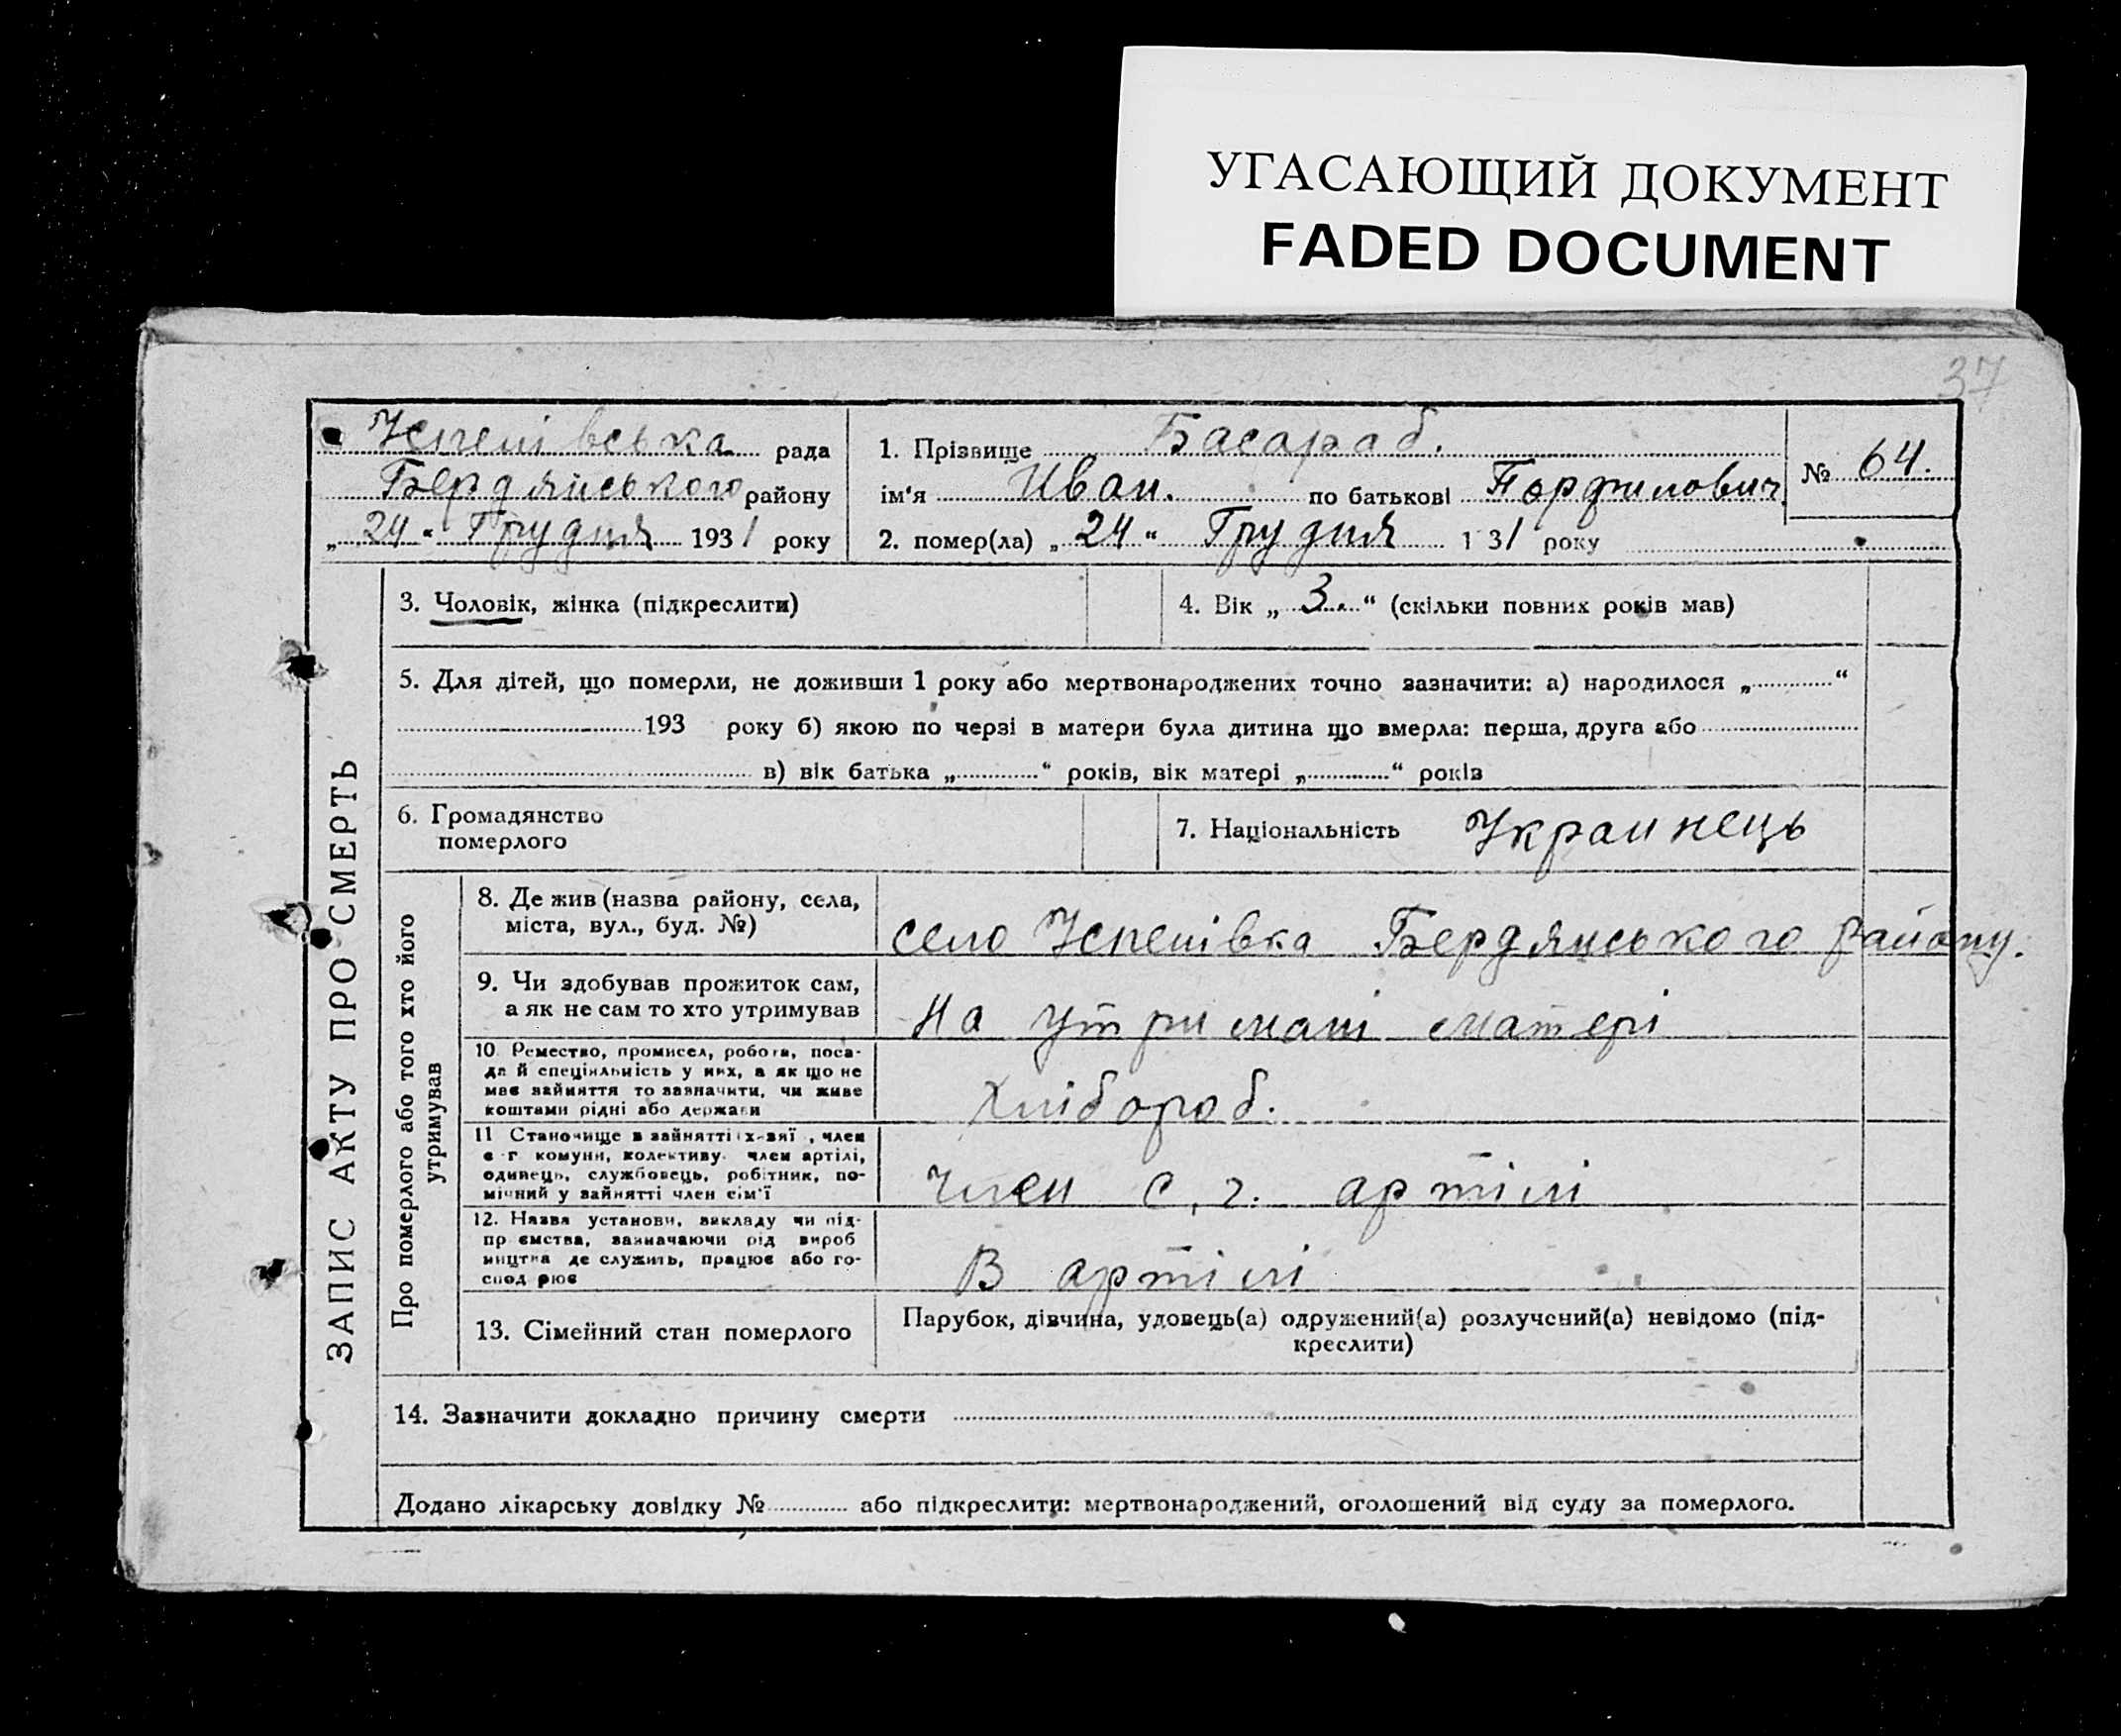 УГАСАЮЩИЙ ДОКУМЕНТ
FADED DOCUMENT
37
Успенівська рада
Бердянського району
„ 24 “ Грудня 1931 року
1. Прізвище Басараб.
ім'я Иван. по батькові Порфилович
№ 64.
2. помер(ла) „ 24 “ Грудня 1 31 року
ЗАПИС АКТУ ПРО СМЕРТЬ
3. Чоловік, жінка (підкреслити)
4. Вік „ 3. “ (скільки повних років мав)
5. Для дітей, що померли, не доживши 1 року або мертвонароджених точно зазначити: а) народилося „ “
193 року б) якою по черзі в матери була дитина що вмерла: перша, друга або
в) вік батька „ “ років, вік матері „ “ років
6. Громадянство
померлого
7. Національність Украинець
Про померлого або того хто його
утримував
8. Де жив (назва району, села,
міста, вул., буд. №)
село Успенівка Бердянського району.
9. Чи здобував прожиток сам,
а як не сам то хто утримував
На утримані матері
10. Ремество, промисел, робота, поса-
да й спеціяльність у них, а як що не
має зайняття то зазначити, чи живе
коштами рідні або держави
Хлібороб.
11 Становище в зайнятті х-зяї , член
с-г комуни, колективу, член артілі,
одинець, службовець, робітник, по-
мічний у зайнятті член сім'ї
член с, г. артілі
12. Назва установи, закладу чи під-
пр ємства, зазначаючи рід вироб
ництва де служить, працює або го-
спод рює
В артілі
13. Сімейний стан померлого
Парубок, дівчина, удовець(а) одружений(а) розлучений(а) невідомо (під-
креслити)
14. Зазначити докладно причину смерти
Додано лікарську довідку № або підкреслити: мертвонароджений, оголошений від суду за померлого.